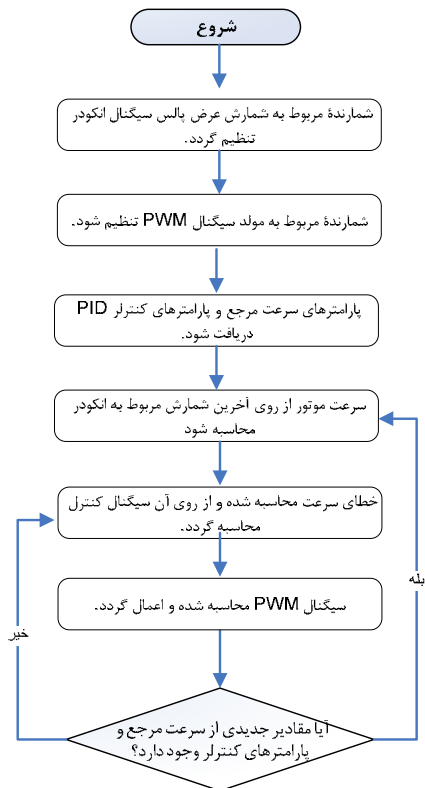 شروع
شمارندهٔ مربوط به شمارش عرض پالس سیگنال انکودر
تنظیم گردد.
شمارندهٔ مربوط به مولد سیگنال PWM تنظیم شود.
پارامترهای سرعت مرجع و پارامترهای کنترلر PID
دریافت شود.
سرعت موتور از روی آخرین شمارش مربوط به انکودر
محاسبه شود
خطای سرعت محاسبه شده و از روی آن سیگنال کنترل
محاسبه گردد.
سیگنال PWM محاسبه شده و اعمال گردد.
آیا مقادیر جدیدی از سرعت مرجع و
پارامترهای کنترلر وجود دارد؟
بله
خیر